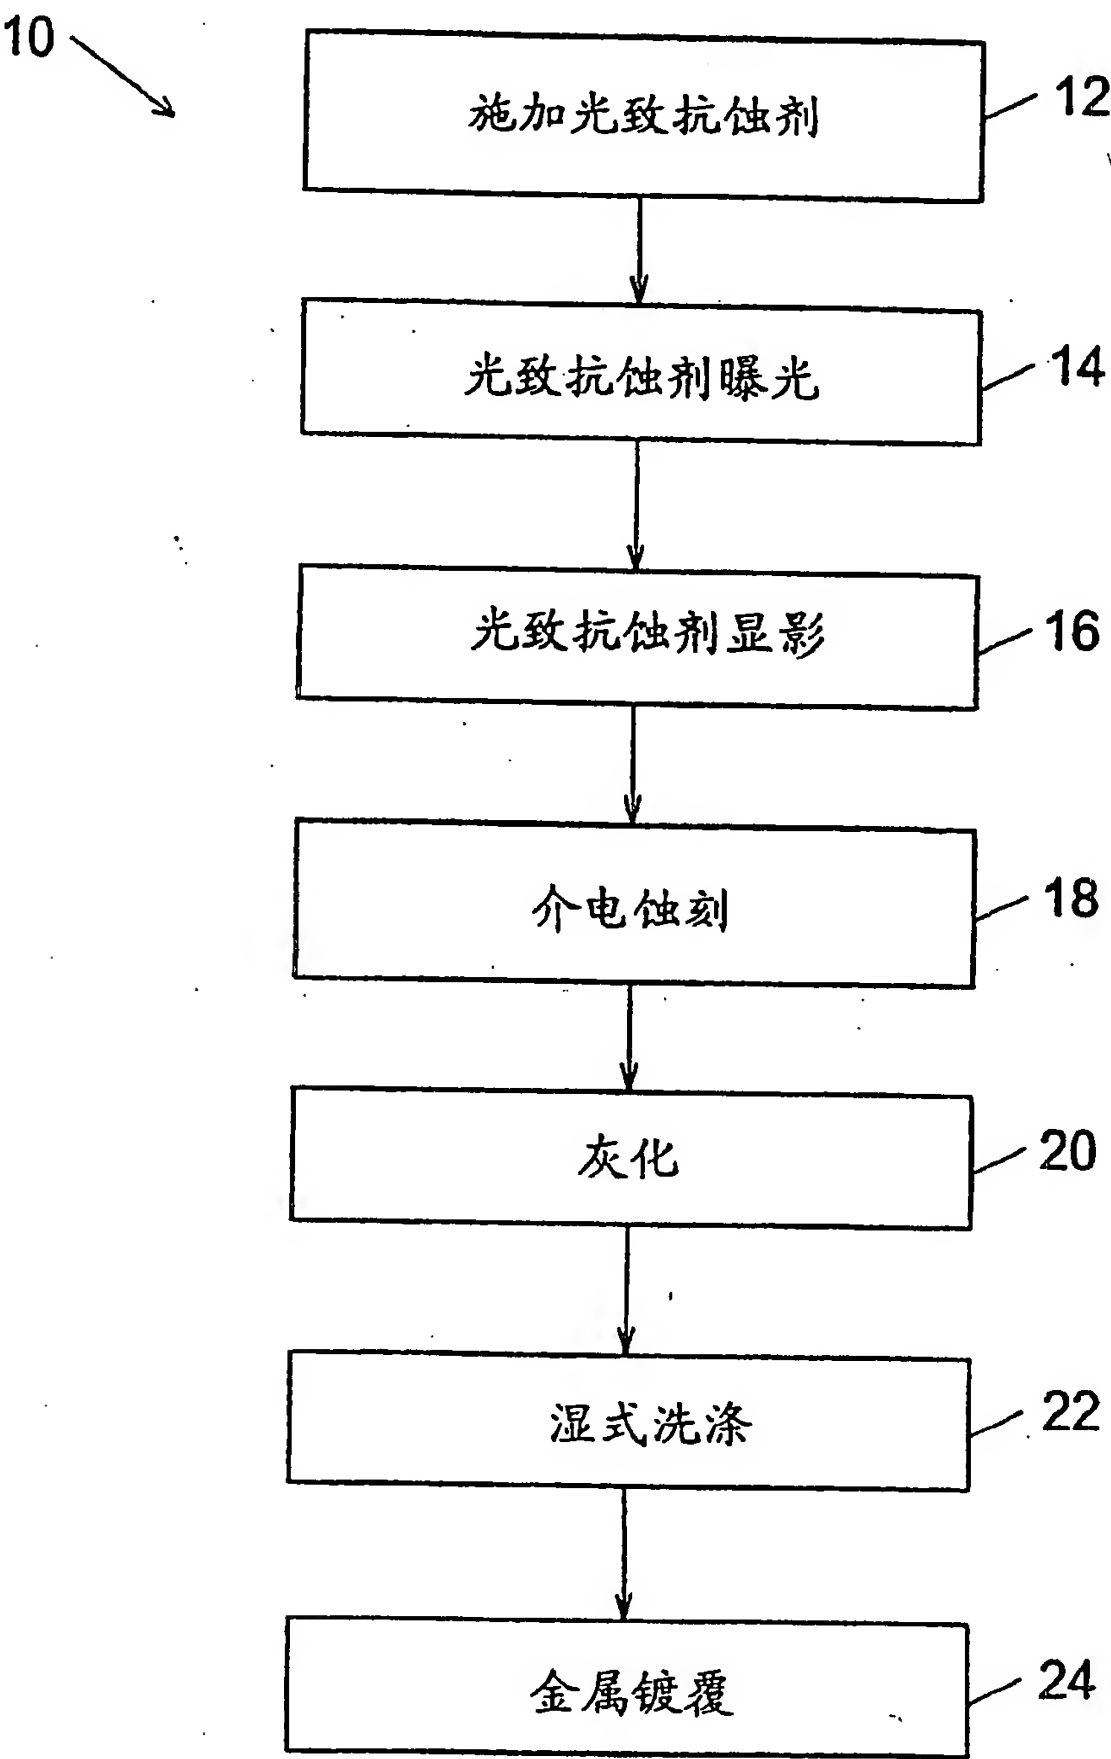 10
施加光致抗蚀剂 12
光致抗蚀剂曝光 14
光致抗蚀剂显影 16
介电蚀刻 18
灰化 20
湿式洗涤 22
金属镀覆 24